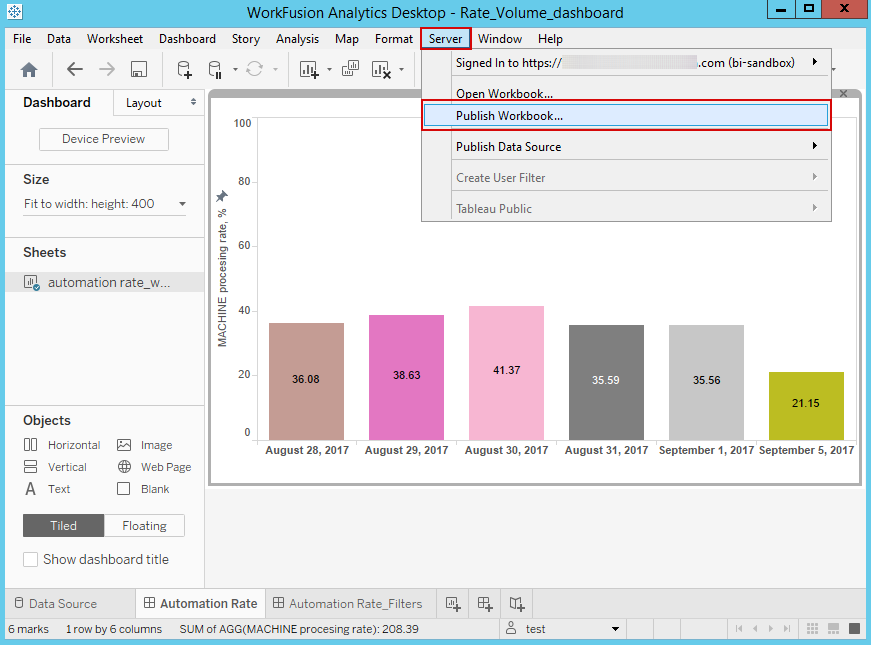 WorkFusion Analytics Desktop - Rate_Volume_dashboard
File Data Worksheet Dashboard Story Analysis Map Format Server Window Help
Signed In to https:// .com (bi-sandbox)
Open Workbook...
Publish Workbook...
Publish Data Source
Create User Filter
Tableau Public
Dashboard Layout
Device Preview
Size
Fit to width: height: 400
Sheets
automation rate_w...
Objects
Horizontal Image
Vertical Web Page
A Text Blank
Tiled Floating
Show dashboard title
MACHINE procesing rate, %
100
80
60
40
20
0
36.08 38.63 41.37 35.59 35.56 21.15
August 28, 2017 August 29, 2017 August 30, 2017 August 31, 2017 September 1, 2017 September 5, 2017
Data Source Automation Rate Automation Rate_Filters
6 marks 1 row by 6 columns SUM of AGG(MACHINE procesing rate): 208.39 test